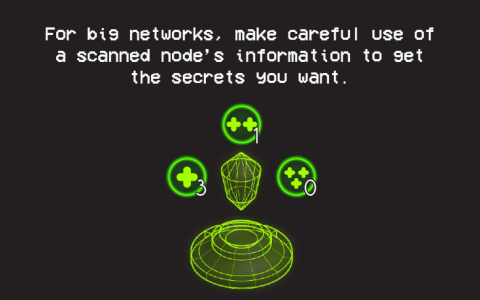 For big networks, make careful use of
a scanned node's information to get
the secrets you want.
1
3
0